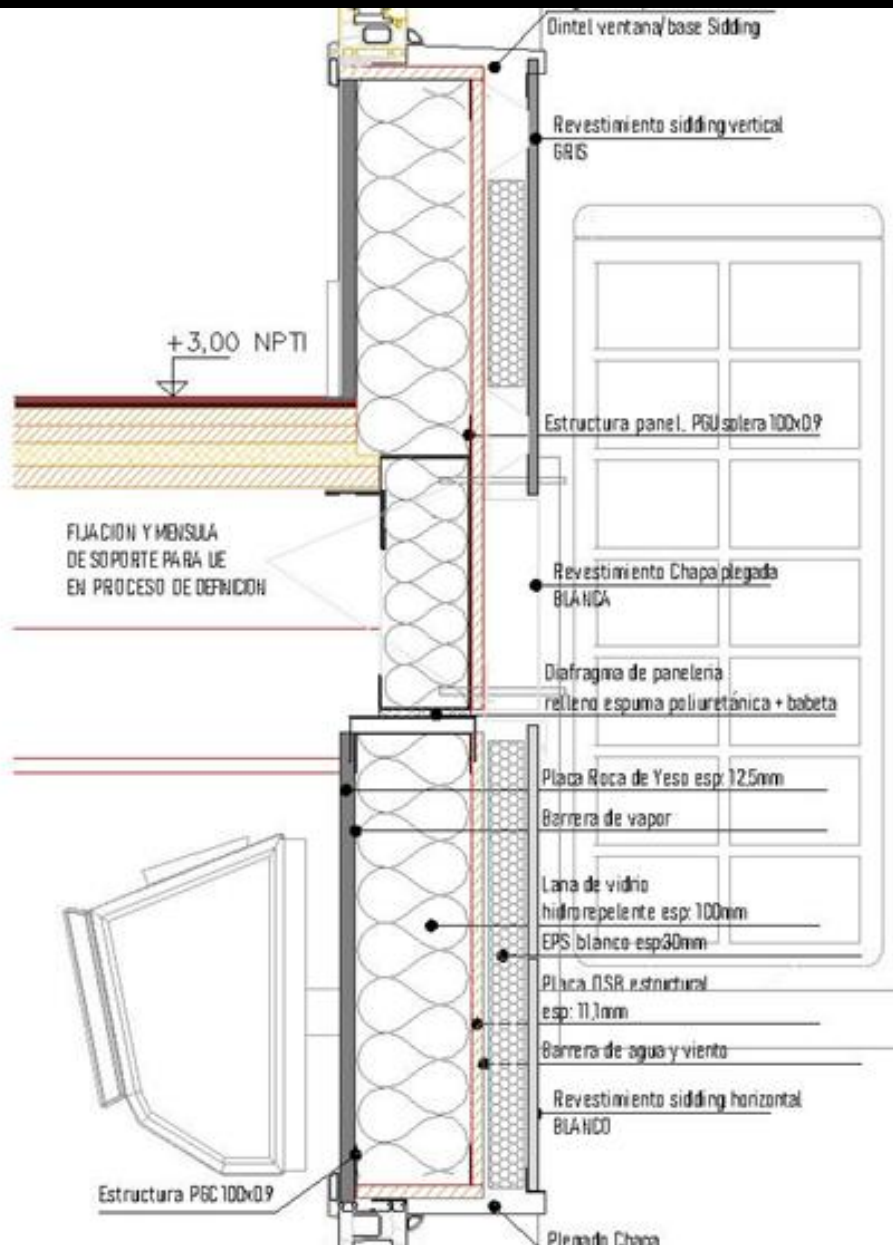 Dintel ventana/base Sidding
Revestimiento sidding vertical
GRIS
+3,00 NPTI
Estructura panel. PGU solera 100x0.9
FIJACION Y MENSULA
DE SOPORTE PARA UE
EN PROCESO DE DEFINICION
Revestimiento Chapa plegada
BLANCA
Diafragma de paneleria
relleno espuma poliuretánica + babeta
Placa Roca de Yeso esp: 12,5mm
Barrera de vapor
Lana de vidrio
hidrorepelente esp: 100mm
EPS blanco esp:30mm
Placa OSB estructural
esp: 11,1mm
Barrera de agua y viento
Revestimiento sidding horizontal
BLANCO
Estructura PGC 100x0.9
Plegado Chapa